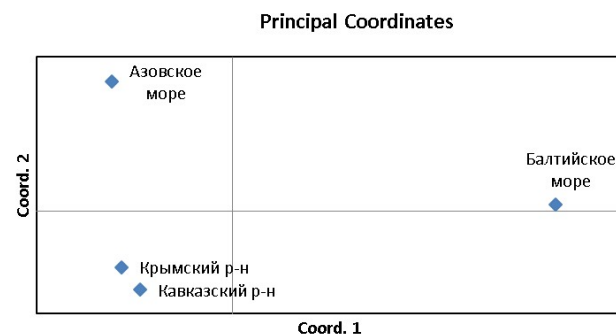 Principal Coordinates
Азовское
море
Балтийское
море
Coord. 2
Крымский р-н
Кавказский р-н
Coord. 1